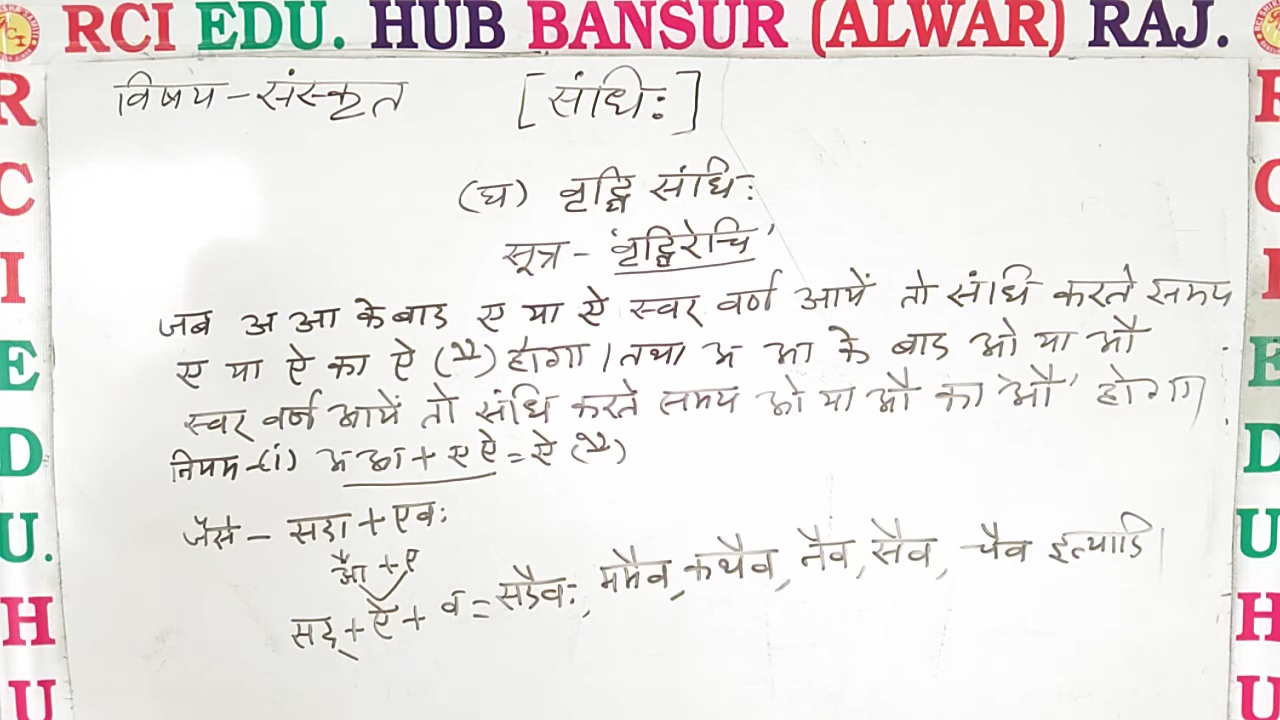 RCI EDU. HUB BANSUR (ALWAR) RAJ.
विषय - संस्कृत [संधिः]
(घ) वृद्धि संधिः
सूत्र - 'वृद्धिरेचि'
जब अ आ के बाद ए या ऐ स्वर वर्ण आयें तो संधि करते समय
ए या ऐ का ऐ (ै) होगा। तथा अ आ के बाद ओ या औ
स्वर वर्ण आयें तो संधि करते समय ओ या औ का 'औ' होगा।
नियम-(i) अ आ + ए ऐ = ऐ (ै)
जैसे - सदा + एवः
आ + ए
सद् + ऐ + व = सदैवः, ममैव, कथैव, नैव, सैव, चैव इत्यादि।
R C I E D U. H U
R C I E D U H U